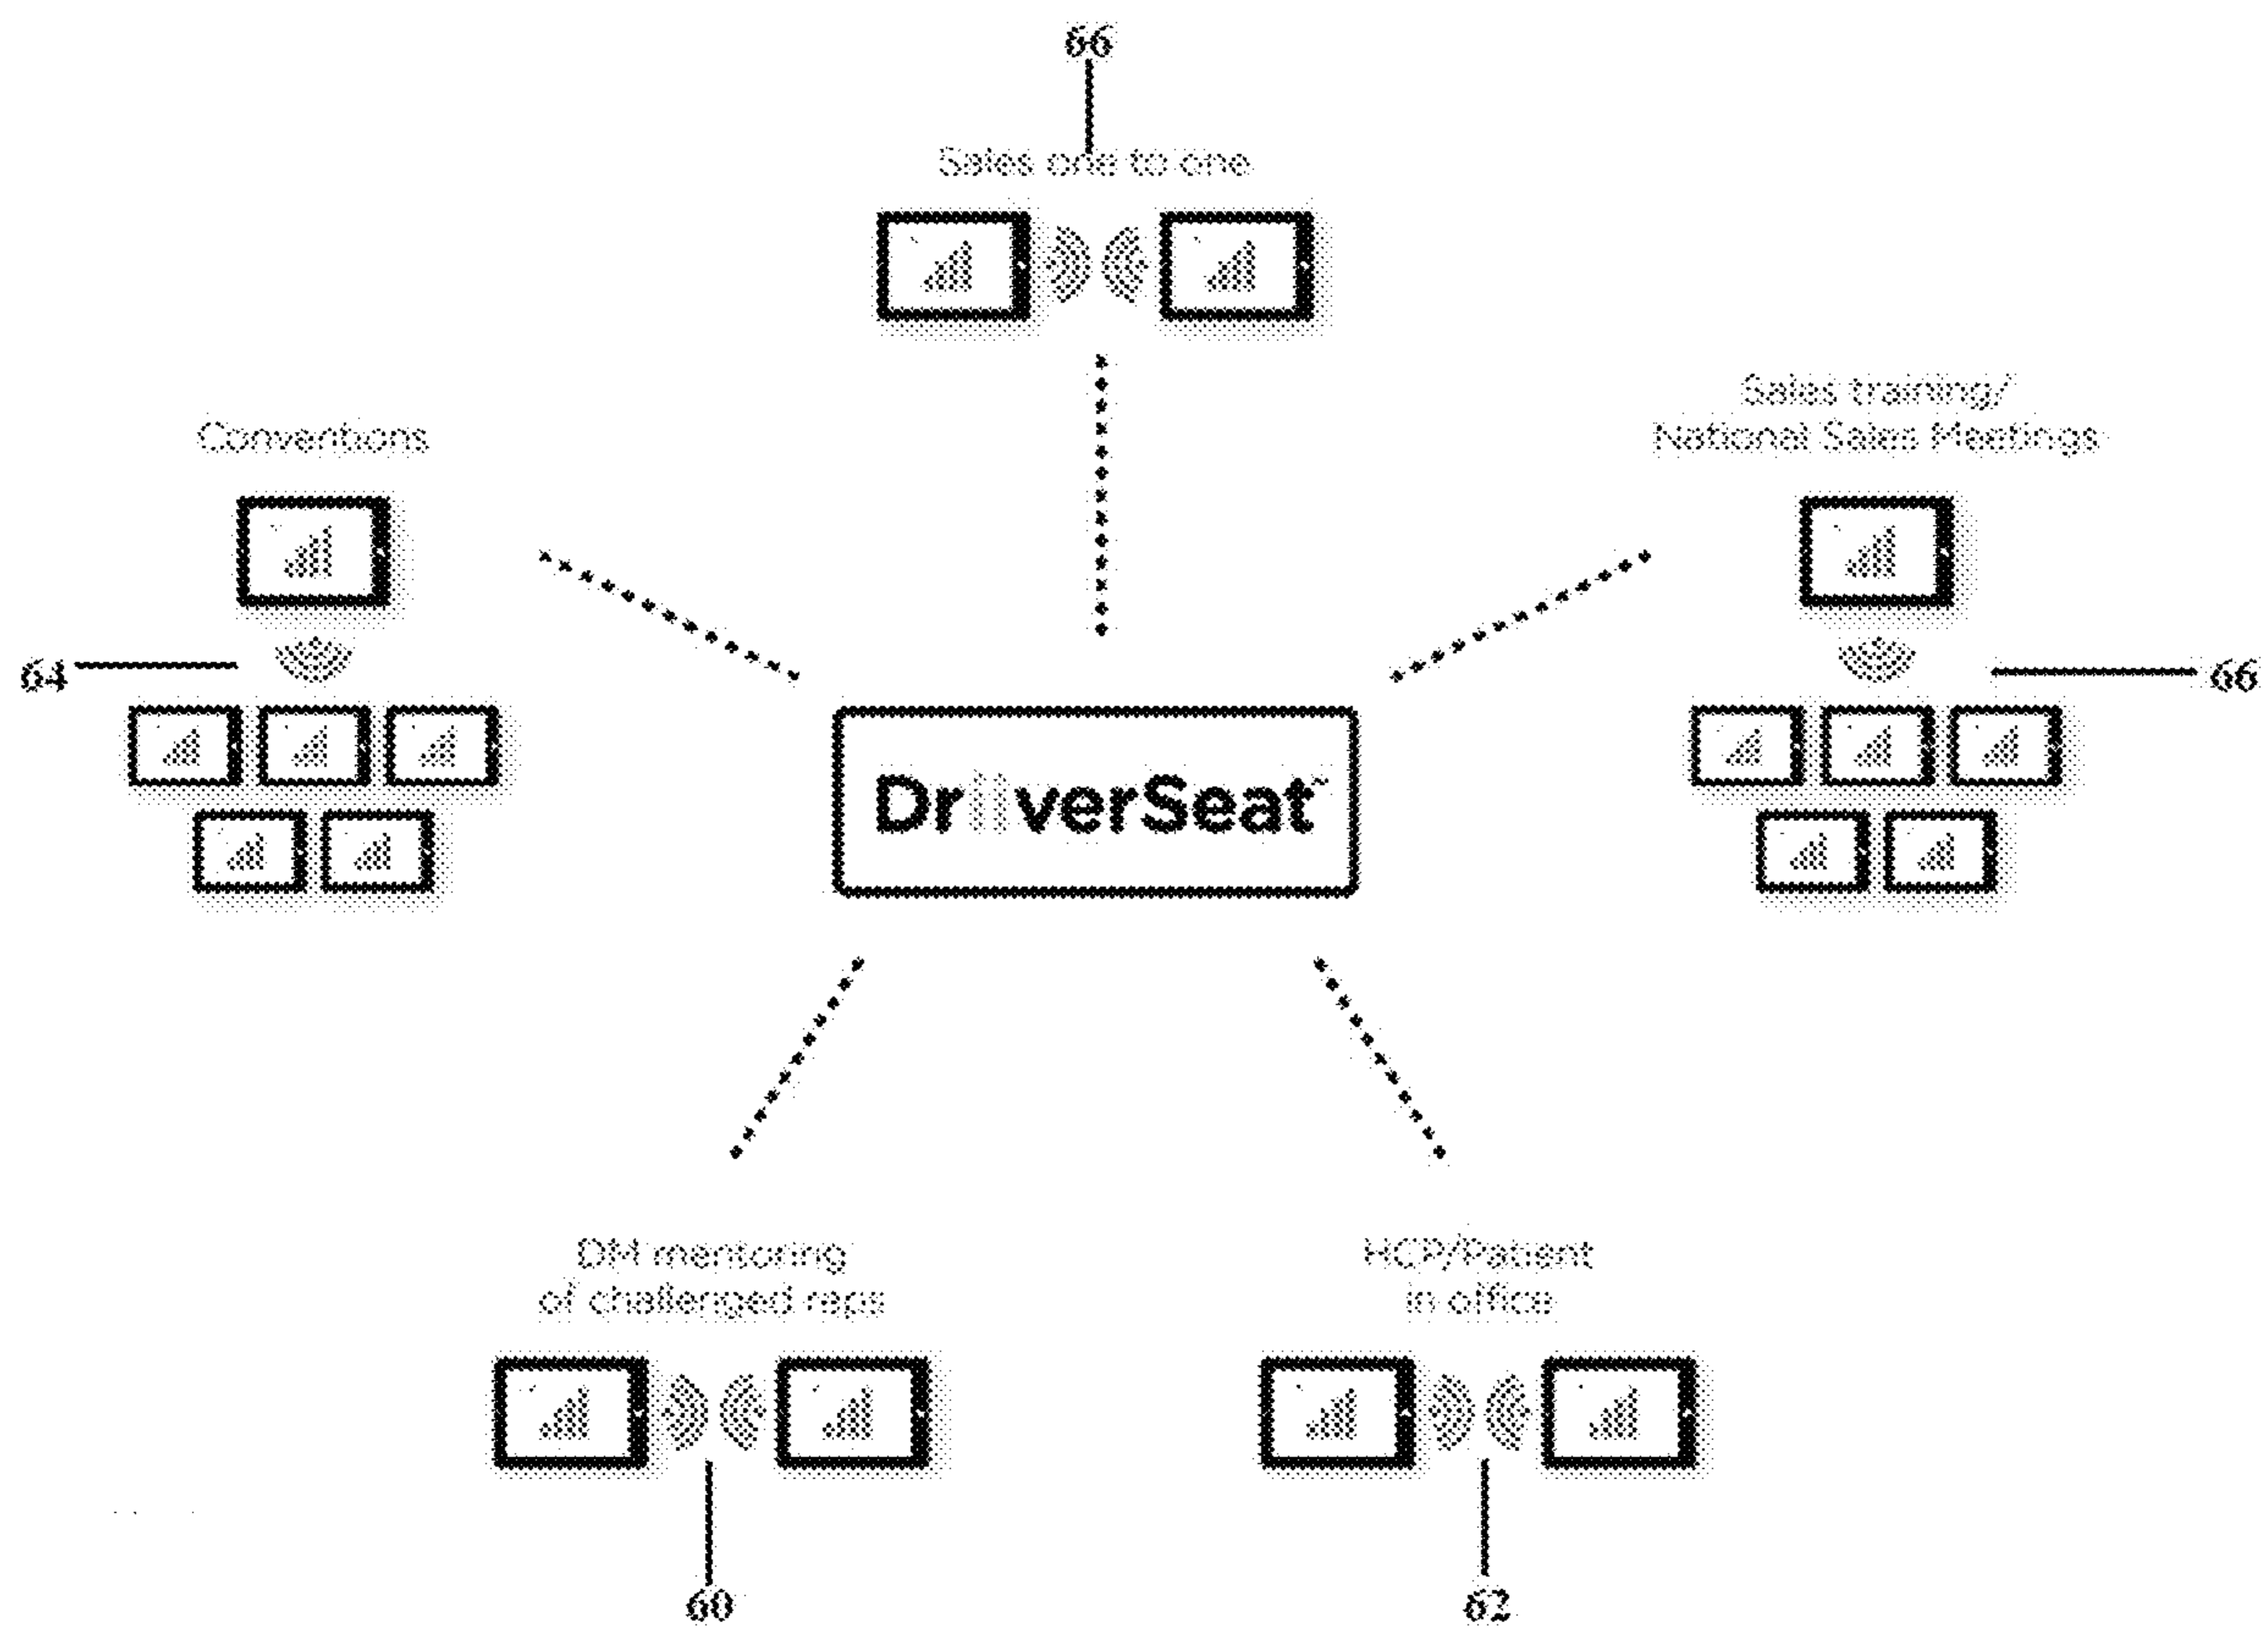 66
Sales one to one
Sales training/
National Sales Meetings
Conventions
64
66
DriiverSeat™
DM mentoring
of challenged reps
HCP/Patient
in office
60
62